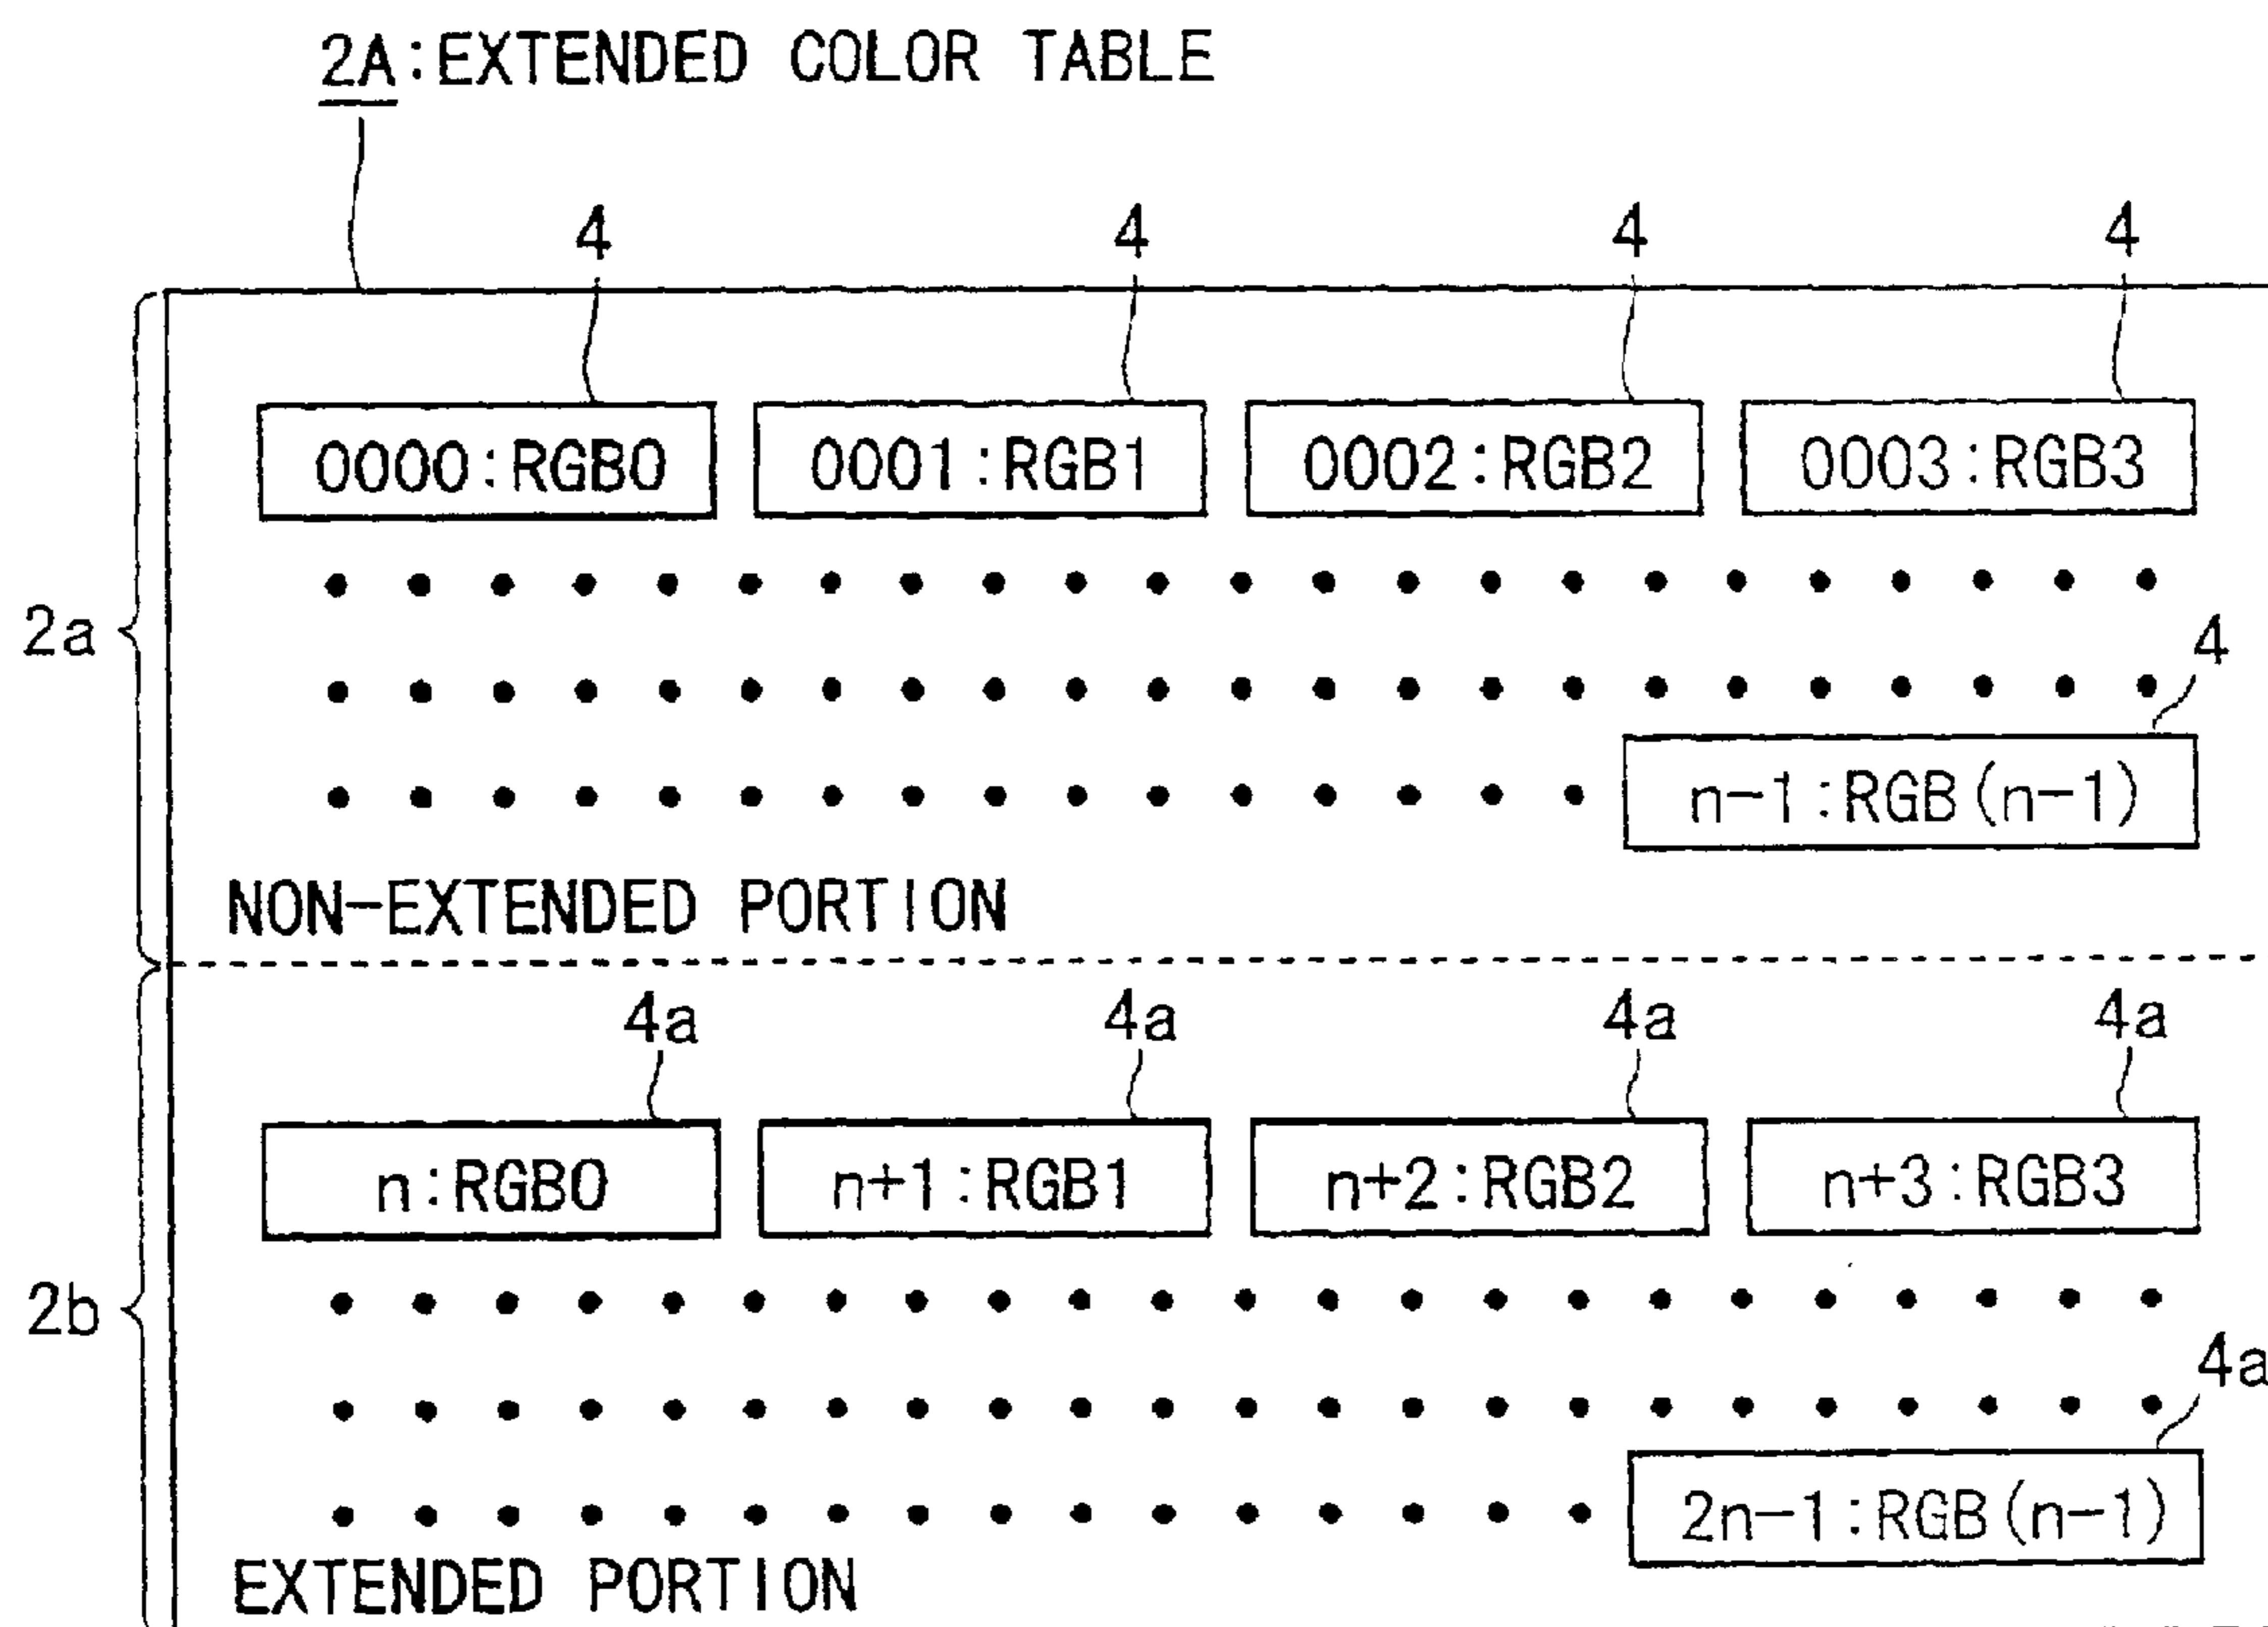 2A:EXTENDED COLOR TABLE
4 4 4 4
0000:RGB0 0001:RGB1 0002:RGB2 0003:RGB3
2a
4
n-1:RGB(n-1)
NON-EXTENDED PORTION
4a 4a 4a 4a
n:RGB0 n+1:RGB1 n+2:RGB2 n+3:RGB3
2b
4a
2n-1:RGB(n-1)
EXTENDED PORTION